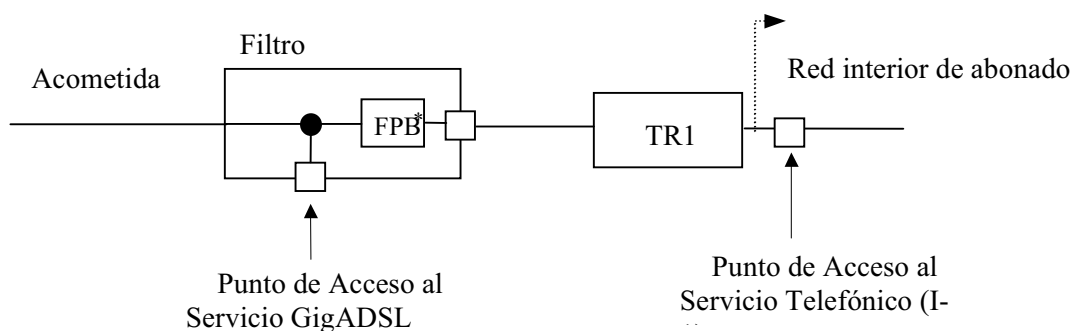 Filtro
Acometida
Red interior de abonado
FPB*
TR1
Punto de Acceso al
Servicio GigADSL
Punto de Acceso al
Servicio Telefónico (I-